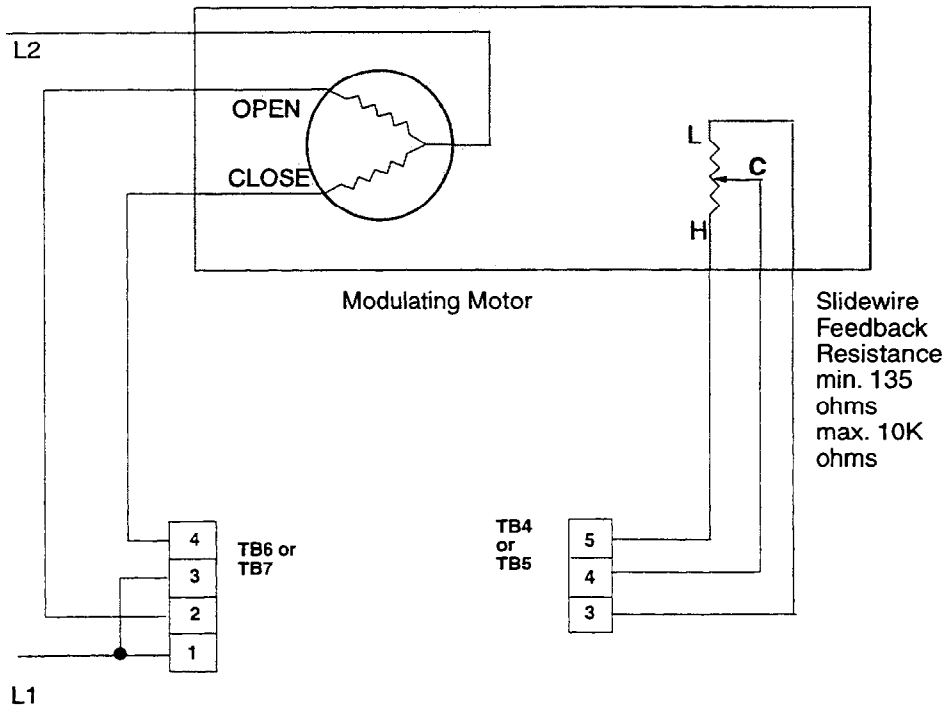 L2
OPEN
CLOSE
L
C
H
Modulating Motor
Slidewire
Feedback
Resistance
min. 135
ohms
max. 10K
ohms
4
3
2
1
TB6 or
TB7
TB4
or
TB5
5
4
3
L1